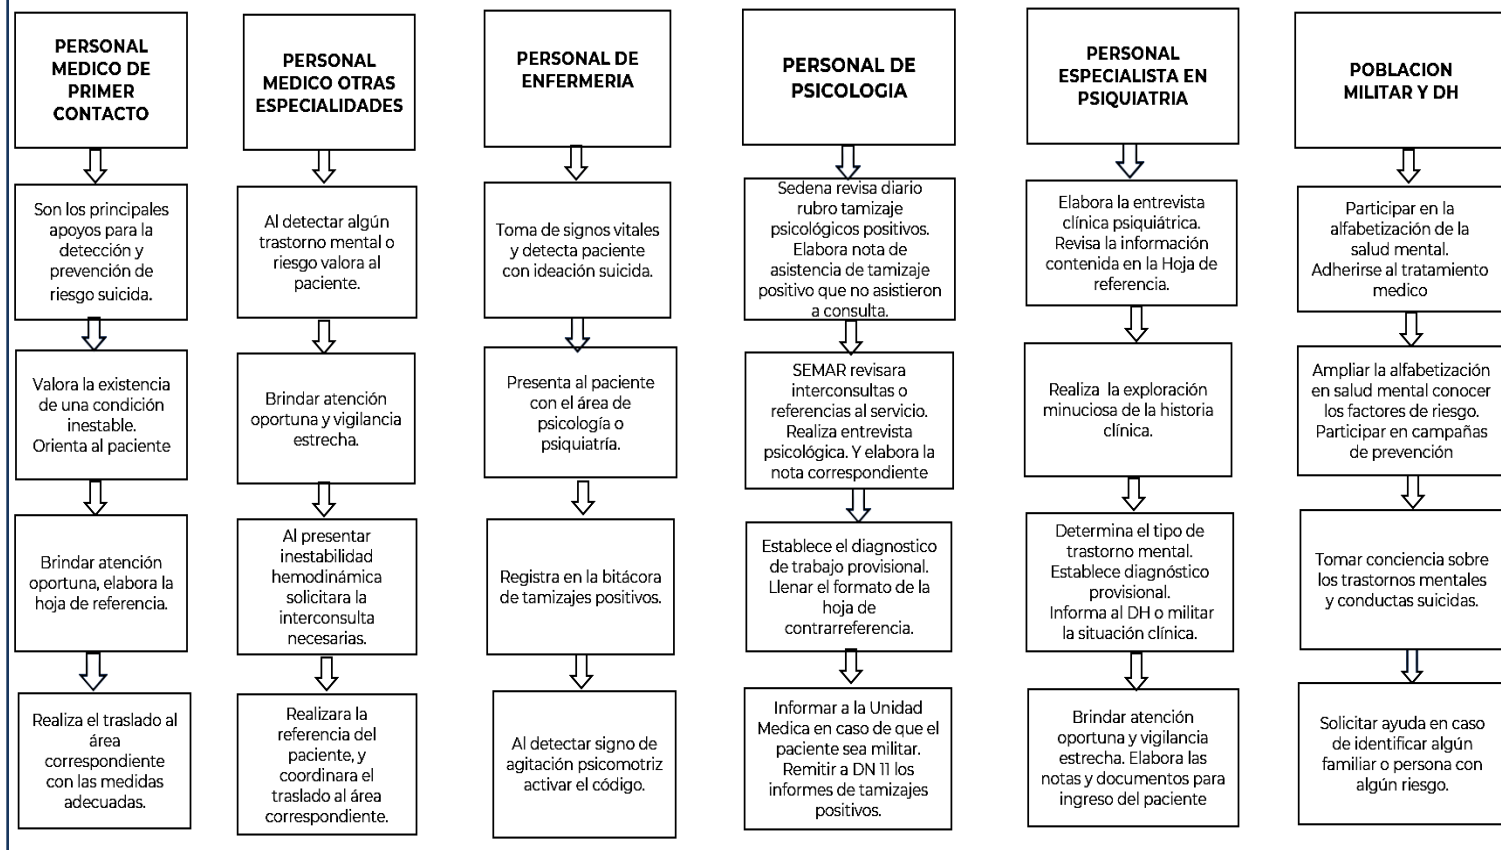 PERSONAL
MEDICO DE
PRIMER
CONTACTO
Son los principales
apoyos para la
detección y
prevención de
riesgo suicida.
Valora la existencia
de una condición
inestable.
Orienta al paciente
Brindar atención
oportuna, elabora la
hoja de referencia.
Realiza el traslado al
área
correspondiente
con las medidas
adecuadas.
PERSONAL
MEDICO OTRAS
ESPECIALIDADES
Al detectar algún
trastorno mental o
riesgo valora al
paciente.
Brindar atención
oportuna y vigilancia
estrecha.
Al presentar
inestabilidad
hemodinámica
solicitara la
interconsulta
necesarias.
Realizara la
referencia del
paciente, y
coordinara el
traslado al área
correspondiente.
PERSONAL DE
ENFERMERIA
Toma de signos vitales
y detecta paciente
con ideación suicida.
Presenta al paciente
con el área de
psicología o
psiquiatría.
Registra en la bitácora
de tamizajes positivos.
Al detectar signo de
agitación psicomotriz
activar el código.
PERSONAL DE
PSICOLOGIA
Sedena revisa diario
rubro tamizaje
psicológicos positivos.
Elabora nota de
asistencia de tamizaje
positivo que no asistieron
a consulta.
SEMAR revisara
interconsultas o
referencias al servicio.
Realiza entrevista
psicológica. Y elabora la
nota correspondiente
Establece el diagnostico
de trabajo provisional.
Llenar el formato de la
hoja de
contrarreferencia.
Informar a la Unidad
Medica en caso de que el
paciente sea militar.
Remitir a DN 11 los
informes de tamizajes
positivos.
PERSONAL
ESPECIALISTA EN
PSIQUIATRIA
Elabora la entrevista
clínica psiquiátrica.
Revisa la información
contenida en la Hoja de
referencia.
Realiza la exploración
minuciosa de la historia
clínica.
Determina el tipo de
trastorno mental.
Establece diagnóstico
provisional.
Informa al DH o militar
la situación clínica.
Brindar atención
oportuna y vigilancia
estrecha. Elabora las
notas y documentos para
ingreso del paciente
POBLACION
MILITAR Y DH
Participar en la
alfabetización de la
salud mental.
Adherirse al tratamiento
medico
Ampliar la alfabetización
en salud mental conocer
los factores de riesgo.
Participar en campañas
de prevención
Tomar conciencia sobre
los trastornos mentales
y conductas suicidas.
Solicitar ayuda en caso
de identificar algún
familiar o persona con
algún riesgo.